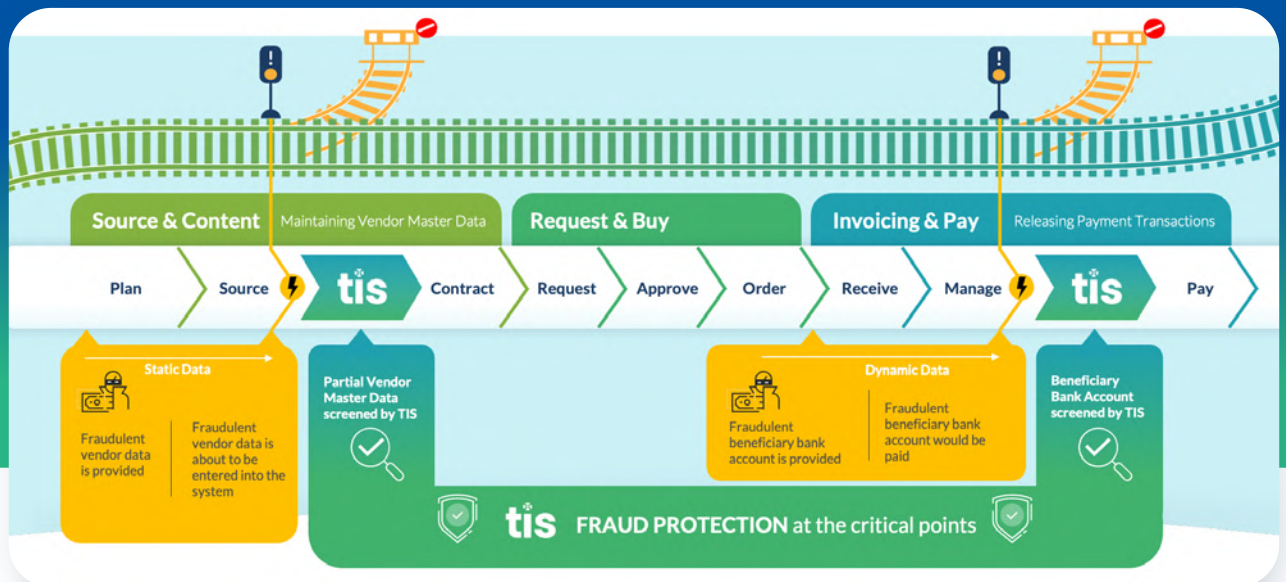 !
!
Source & Content Maintaining Vendor Master Data
Request & Buy
Invoicing & Pay Releasing Payment Transactions
Plan
Source
tis
Contract
Request
Approve
Order
Receive
Manage
tis
Pay
Static Data
Fraudulent
vendor data
is provided
Fraudulent
vendor data is
about to be
entered into the
system
Partial Vendor
Master Data
screened by TIS
Dynamic Data
Fraudulent
beneficiary bank
account is provided
Fraudulent
beneficiary bank
account would be
paid
Beneficiary
Bank Account
screened by TIS
tis FRAUD PROTECTION at the critical points